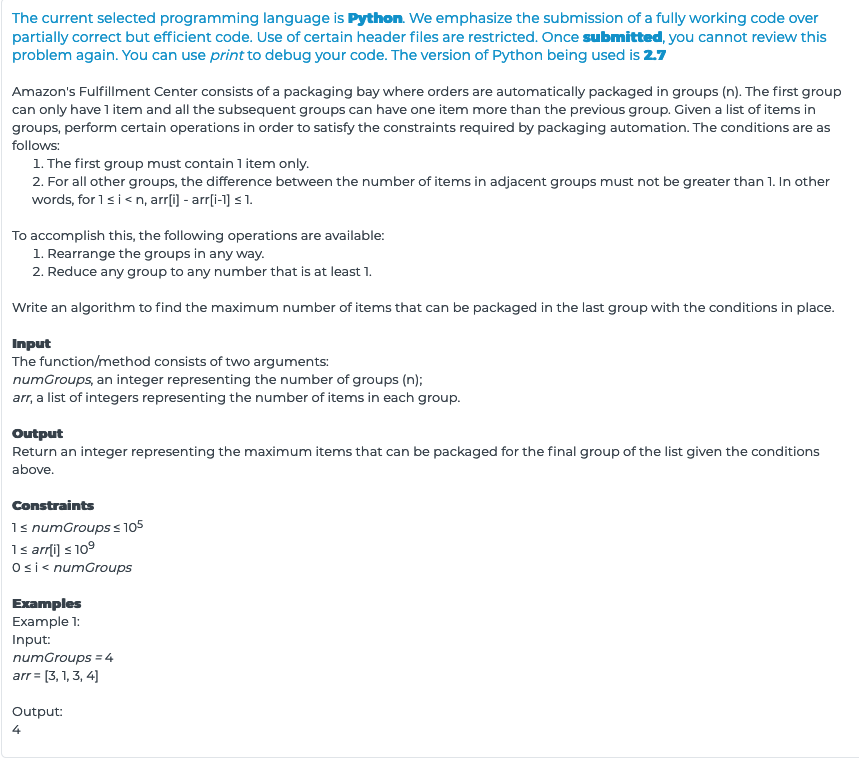 The current selected programming language is Python. We emphasize the submission of a fully working code over
partially correct but efficient code. Use of certain header files are restricted. Once submitted, you cannot review this
problem again. You can use print to debug your code. The version of Python being used is 2.7
Amazon's Fulfillment Center consists of a packaging bay where orders are automatically packaged in groups (n). The first group
can only have 1 item and all the subsequent groups can have one item more than the previous group. Given a list of items in
groups, perform certain operations in order to satisfy the constraints required by packaging automation. The conditions are as
follows:
1. The first group must contain 1 item only.
2. For all other groups, the difference between the number of items in adjacent groups must not be greater than 1. In other
words, for 1 ≤ i < n, arr[i] - arr[i-1] ≤ 1.
To accomplish this, the following operations are available:
1. Rearrange the groups in any way.
2. Reduce any group to any number that is at least 1.
Write an algorithm to find the maximum number of items that can be packaged in the last group with the conditions in place.
Input
The function/method consists of two arguments:
numGroups, an integer representing the number of groups (n);
arr, a list of integers representing the number of items in each group.
Output
Return an integer representing the maximum items that can be packaged for the final group of the list given the conditions
above.
Constraints
1 ≤ numGroups ≤ 10⁵
1 ≤ arr[i] ≤ 10⁹
0 ≤ i < numGroups
Examples
Example 1:
Input:
numGroups = 4
arr = [3, 1, 3, 4]
Output:
4